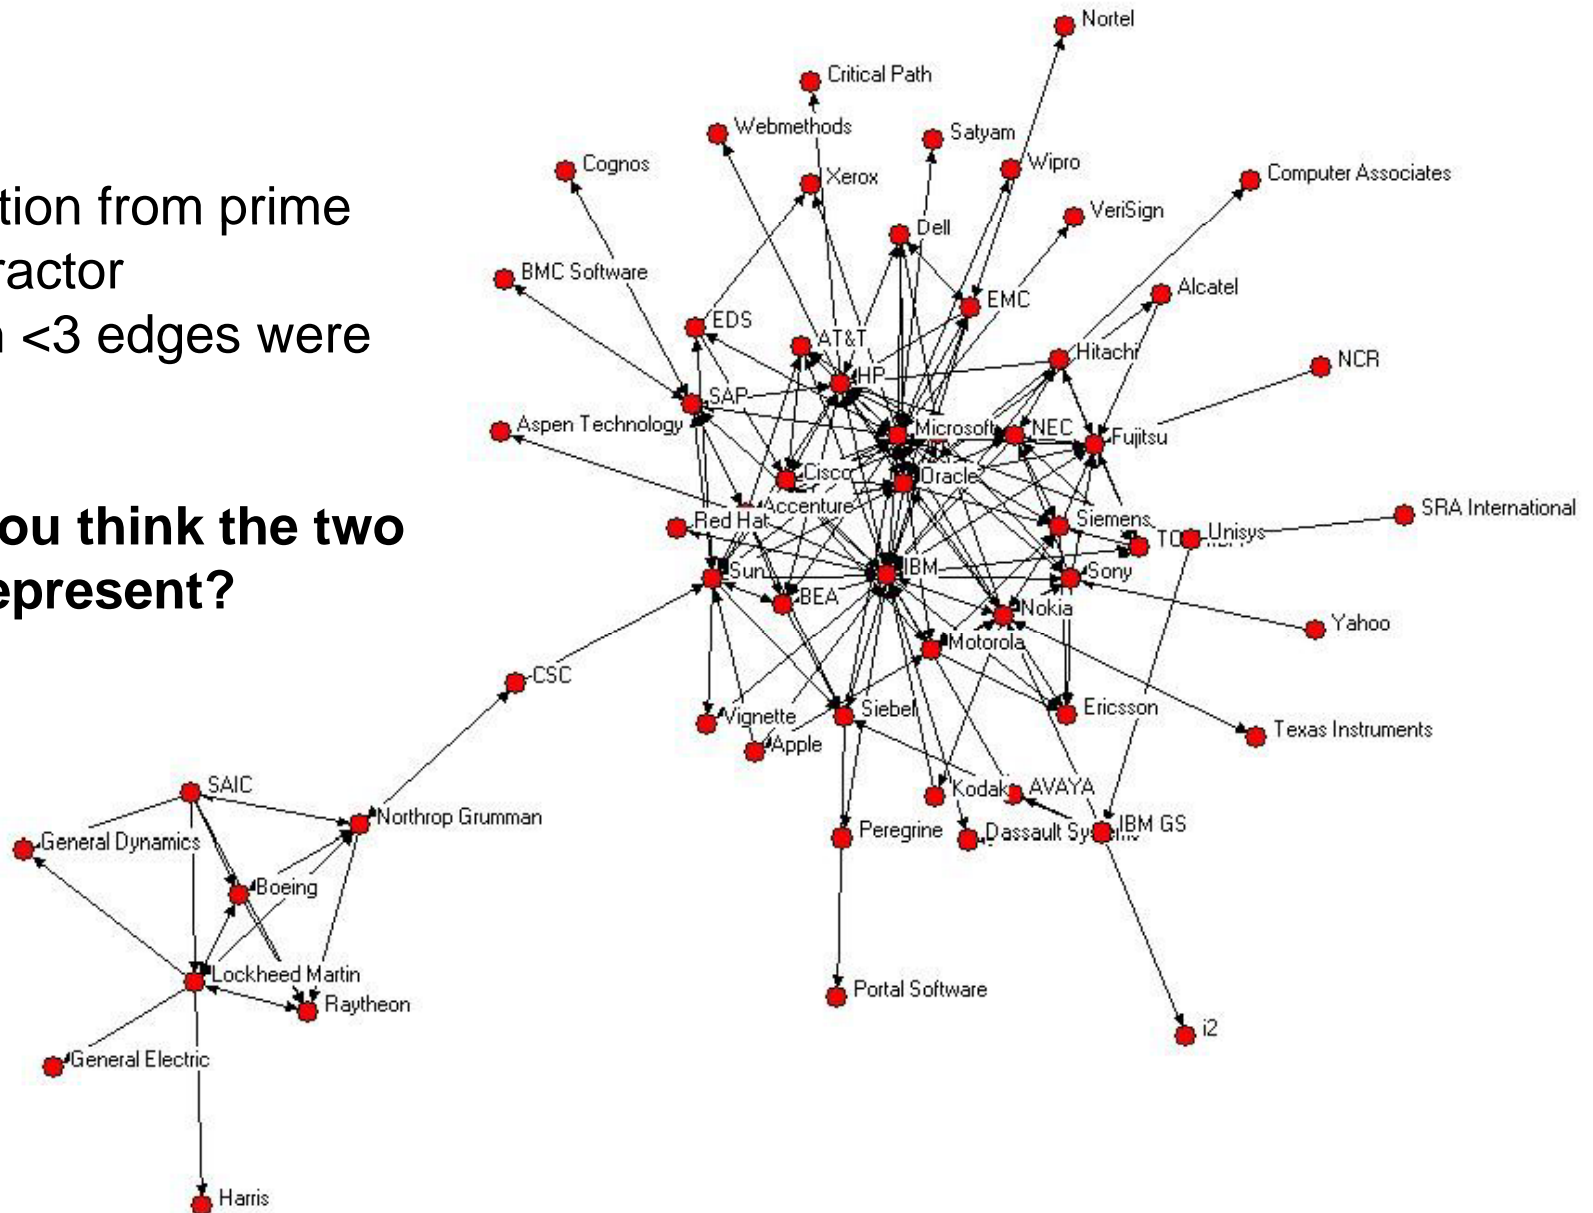 tion from prime
ractor
n <3 edges were
ou think the two
epresent?
Nortel
Critical Path
Webmethods
Satyam
Cognos
Xerox
Wipro
Computer Associates
VeriSign
Dell
BMC Software
Alcatel
EMC
EDS
AT&T
Hitachi
NCR
HP
SAP
Aspen Technology
Microsoft
NEC
Fujitsu
Cisco
Oracle
Accenture
Red Hat
SRA International
Siemens
Unisys
IBM
Sun
Sony
BEA
Nokia
Yahoo
Motorola
CSC
Siebel
Ericsson
Vignette
Apple
Texas Instruments
SAIC
Kodak
AVAYA
Northrop Grumman
Peregrine
Dassault
IBM GS
General Dynamics
Boeing
Lockheed Martin
Raytheon
Portal Software
i2
General Electric
Harris